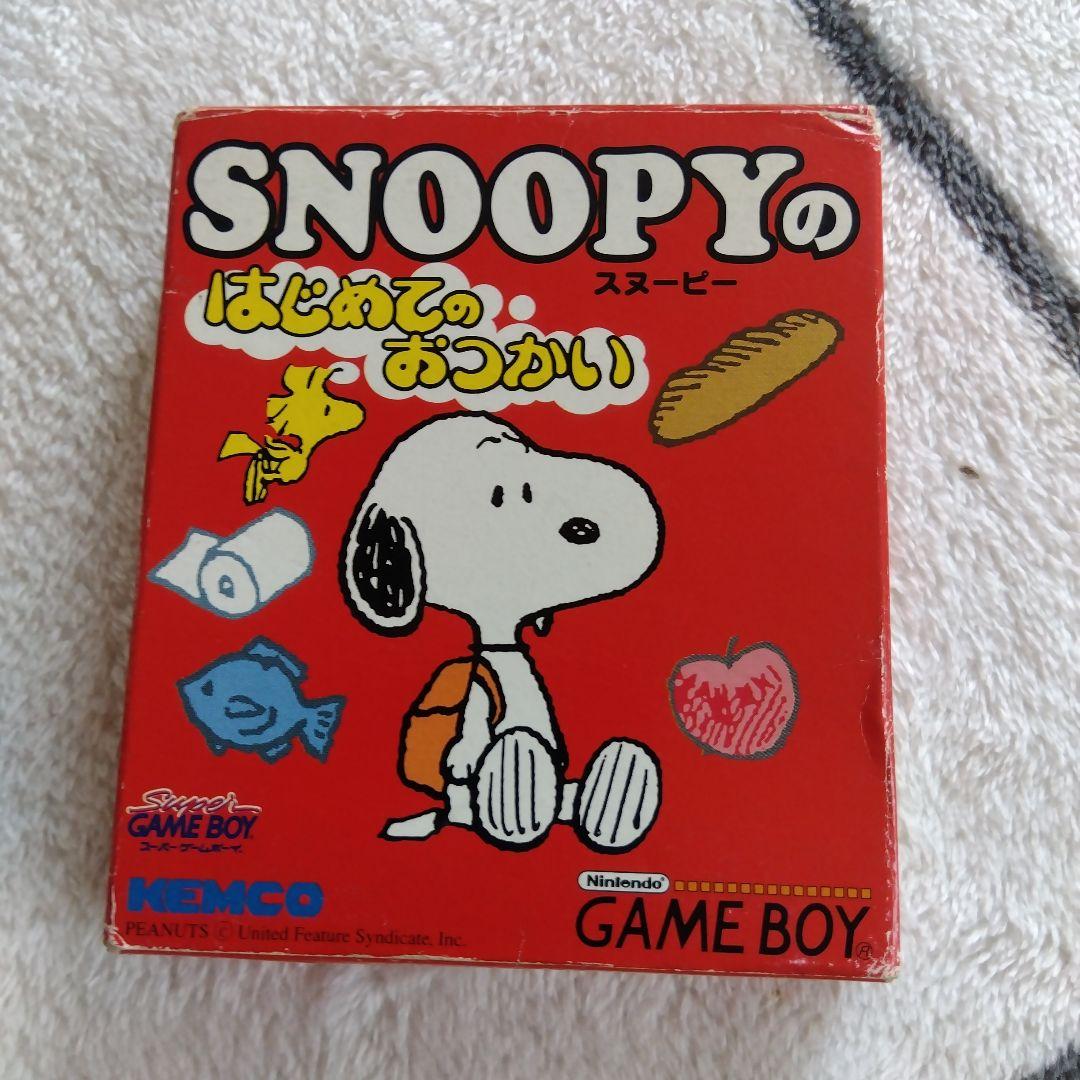 SNOOPYの
スヌーピー
はじめての
おつかい
Super
GAME BOY
スーパーゲームボーイ
KEMCO
PEANUTS © United Feature Syndicate, Inc.
Nintendo®
GAME BOY®